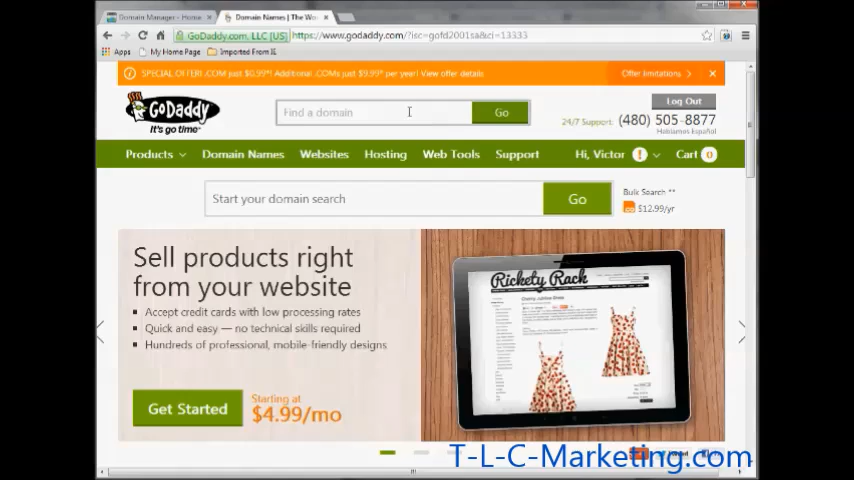 Domain Manager - Home
Domain Names | The Wo
GoDaddy.com, LLC [US]
https://www.godaddy.com/?isc=gofd2001sa&ci=13333
Apps
My Home Page
Imported From IE
SPECIAL OFFER! .COM just $0.99*! Additional .COMs just $9.99* per year! View offer details
Offer limitations
GoDaddy
It's go time™
Find a domain
Go
Log Out
24/7 Support: (480) 505-8877
Hablamos Español
Products
Domain Names
Websites
Hosting
Web Tools
Support
Hi, Victor
!
Cart 0
Start your domain search
Go
Bulk Search
$12.99/yr
Sell products right
from your website
Accept credit cards with low processing rates
Quick and easy — no technical skills required
Hundreds of professional, mobile-friendly designs
Get Started
Starting at
$4.99/mo
Rickety Rack
T-L-C-Marketing.com